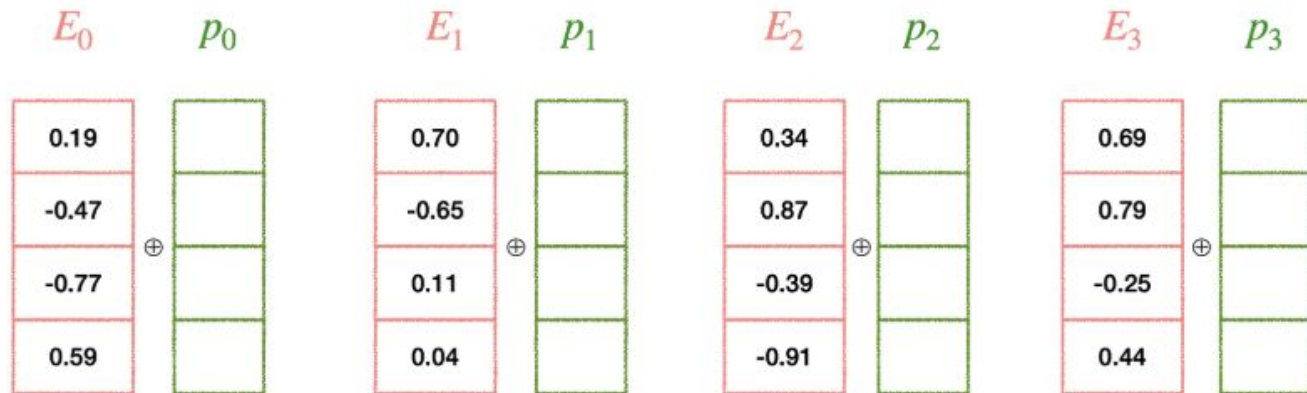 E₀ p₀ E₁ p₁ E₂ p₂ E₃ p₃
0.19 0.70 0.34 0.69
-0.47 -0.65 0.87 0.79
⊕ ⊕ ⊕ ⊕
-0.77 0.11 -0.39 -0.25
0.59 0.04 -0.91 0.44